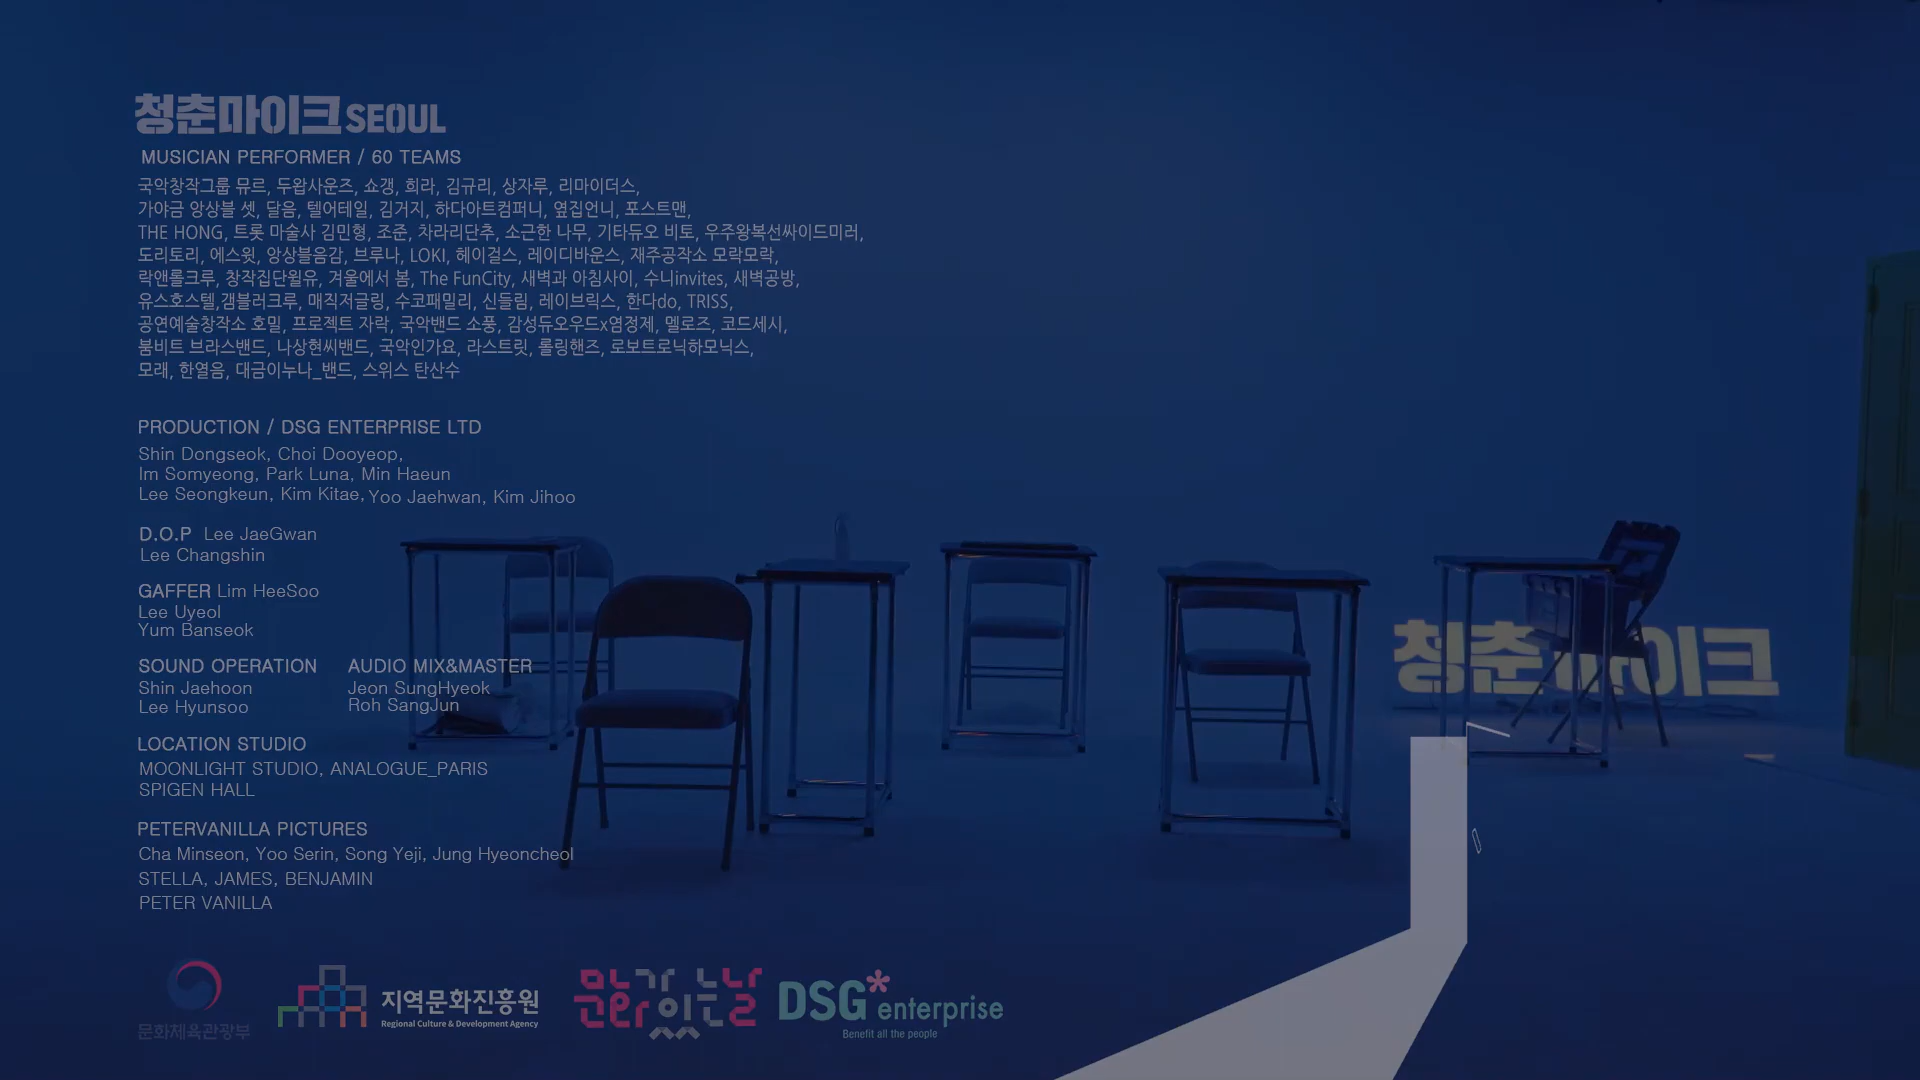 청춘마이크 SEOUL
MUSICIAN PERFORMER / 60 TEAMS
국악창작그룹 뮤르, 두왑사운즈, 쇼갱, 희라, 김규리, 상자루, 리마이더스,
가야금 앙상블 셋, 달음, 텔어테일, 김거지, 하다아트컴퍼니, 옆집언니, 포스트맨,
THE HONG, 트롯 마술사 김민형, 조준, 차라리단추, 소근한 나무, 기타듀오 비토, 우주왕복선싸이드미러,
도리토리, 에스윗, 앙상블음감, 브루나, LOKI, 헤이걸스, 레이디바운스, 재주공작소 모락모락,
락앤롤크루, 창작집단윌유, 겨울에서 봄, The FunCity, 새벽과 아침사이, 수니invites, 새벽공방,
유스호스텔,갬블러크루, 매직저글링, 수코패밀리, 신들림, 레이브릭스, 한다do, TRISS,
공연예술창작소 호밀, 프로젝트 자락, 국악밴드 소풍, 감성듀오우드x염정제, 멜로즈, 코드세시,
붐비트 브라스밴드, 나상현씨밴드, 국악인가요, 라스트릿, 롤링핸즈, 로보트로닉하모닉스,
모래, 한열음, 대금이누나_밴드, 스위스 탄산수
PRODUCTION / DSG ENTERPRISE LTD
Shin Dongseok, Choi Dooyeop,
Im Somyeong, Park Luna, Min Haeun
Lee Seongkeun, Kim Kitae, Yoo Jaehwan, Kim Jihoo
D.O.P Lee JaeGwan
Lee Changshin
GAFFER Lim HeeSoo
Lee Uyeol
Yum Banseok
SOUND OPERATION
Shin Jaehoon
Lee Hyunsoo
AUDIO MIX&MASTER
Jeon SungHyeok
Roh SangJun
LOCATION STUDIO
MOONLIGHT STUDIO, ANALOGUE_PARIS
SPIGEN HALL
PETERVANILLA PICTURES
Cha Minseon, Yoo Serin, Song Yeji, Jung Hyeoncheol
STELLA, JAMES, BENJAMIN
PETER VANILLA
청춘마이크
문화체육관광부
지역문화진흥원
Regional Culture & Development Agency
문화가 있는 날
DSG* enterprise
Benefit all the people